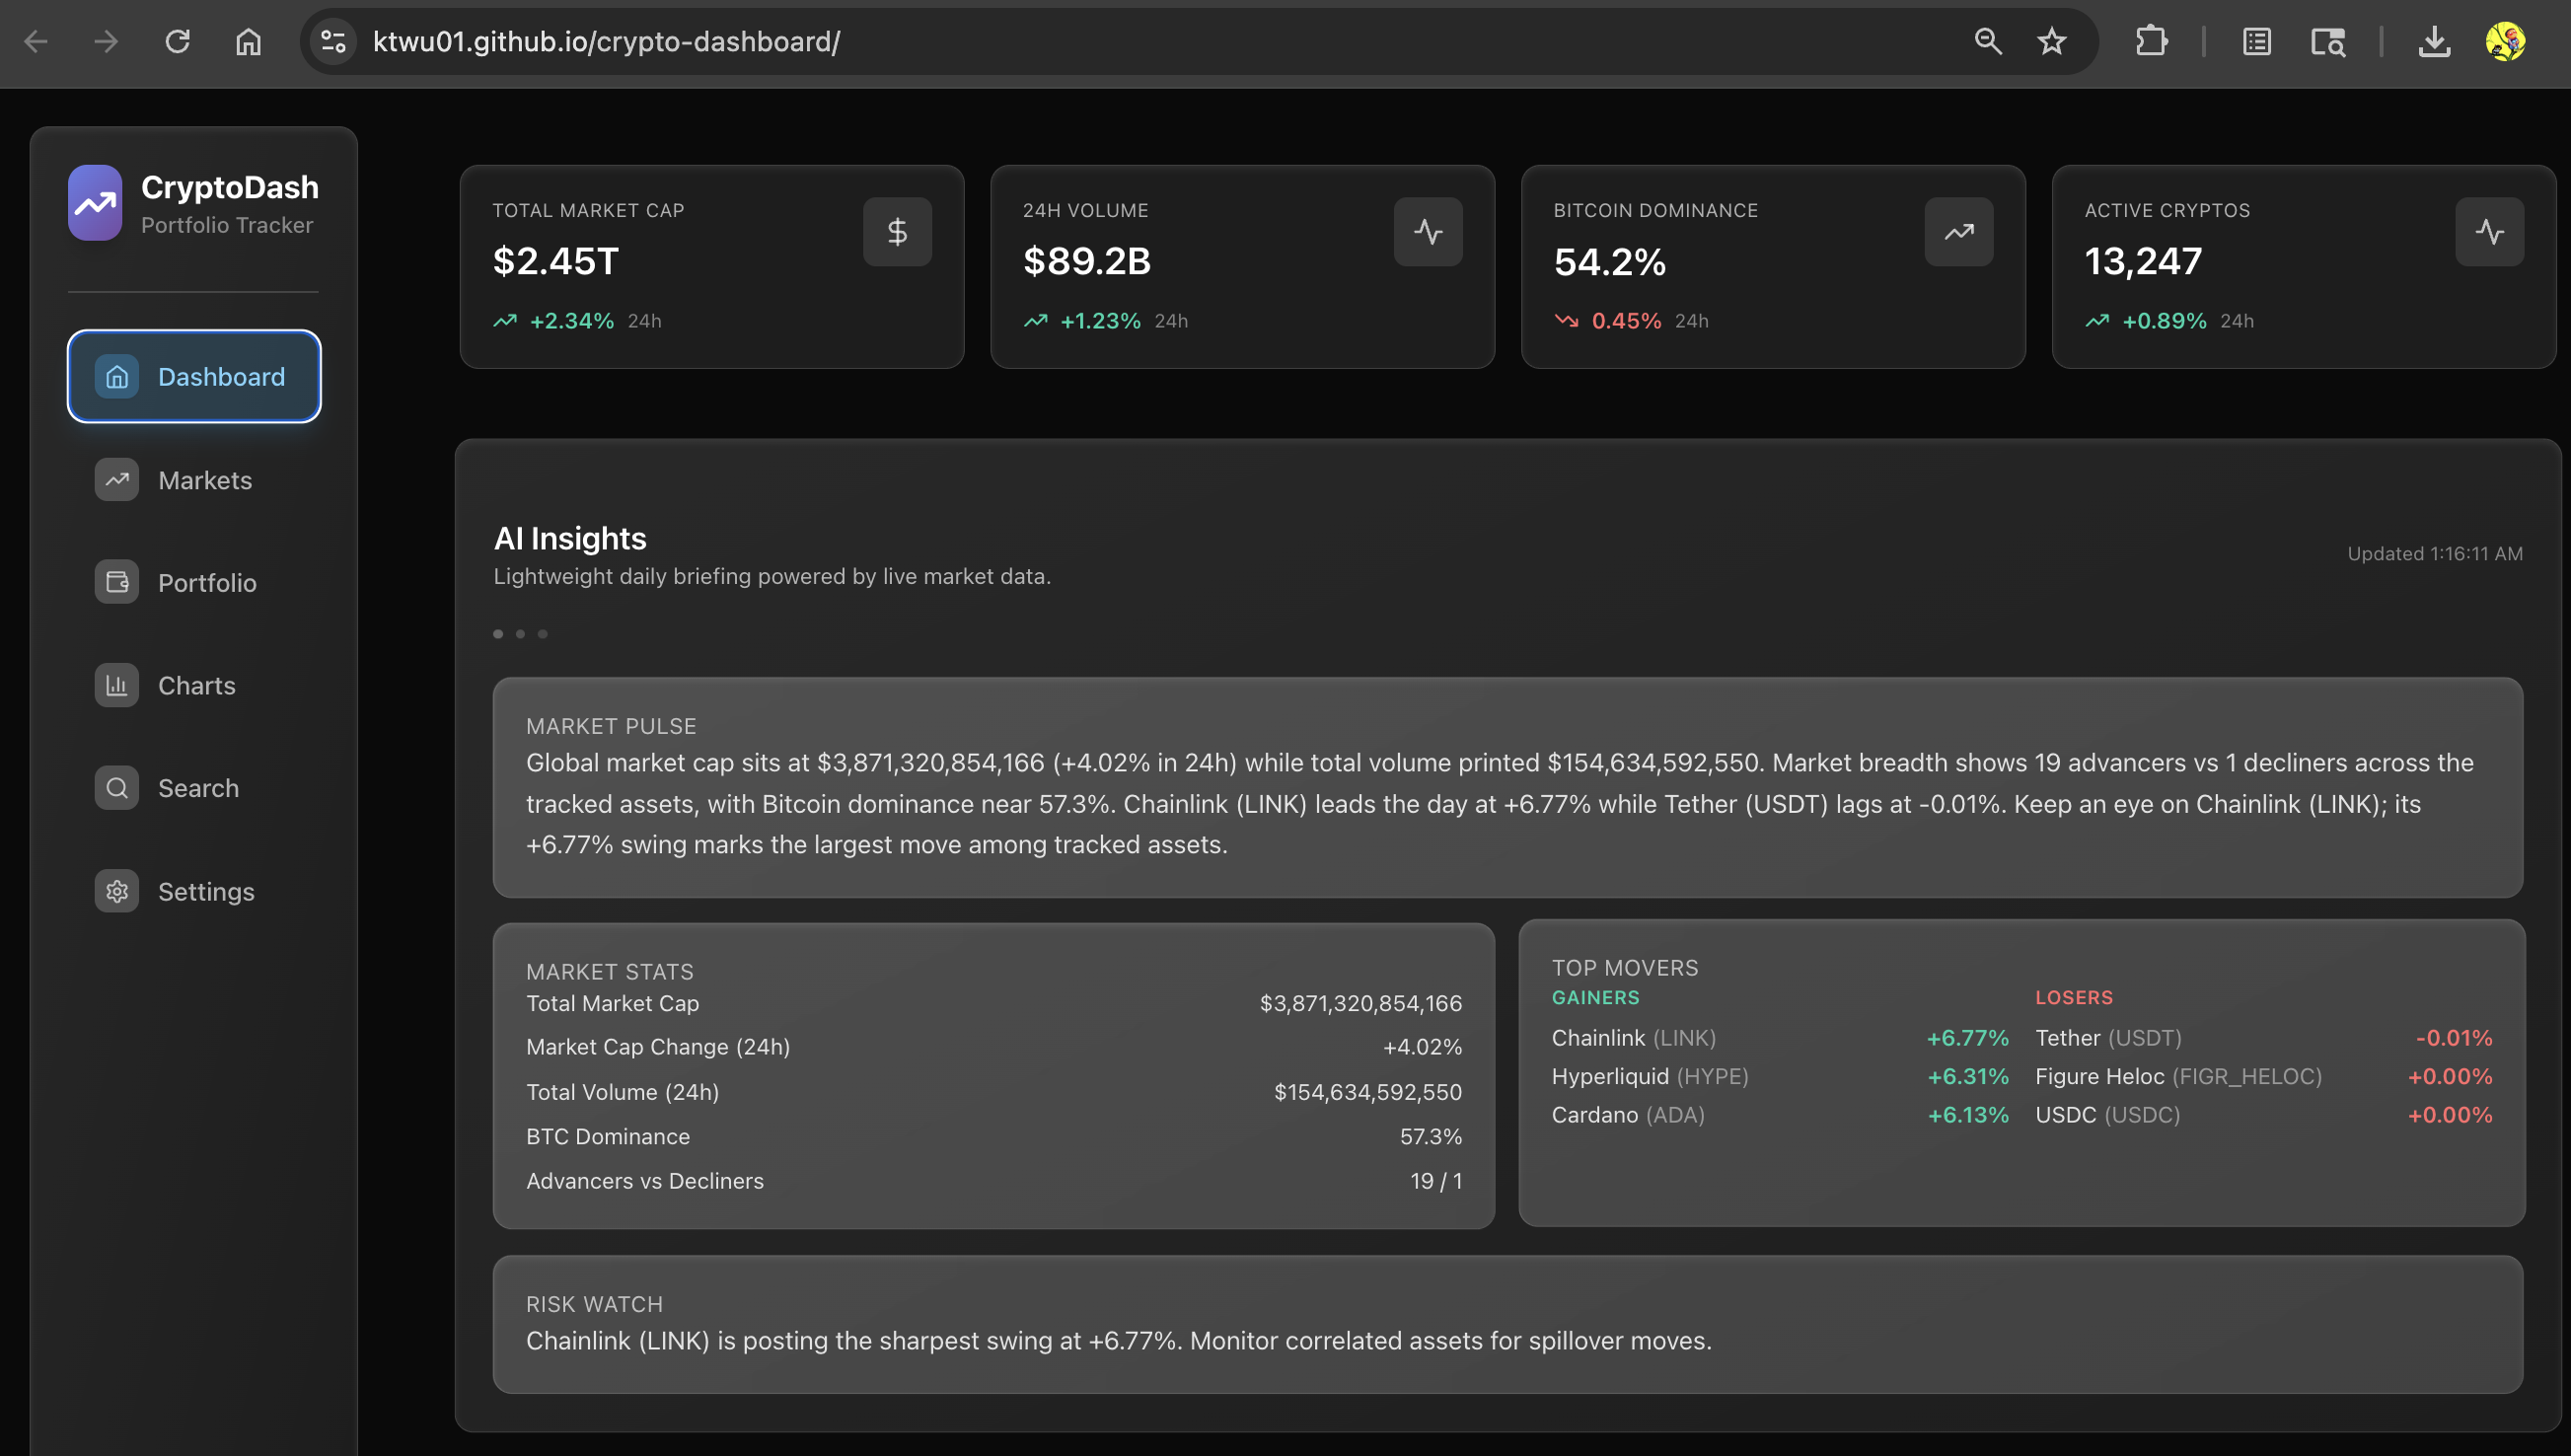 ktwu01.github.io/crypto-dashboard/
CryptoDash
Portfolio Tracker
Dashboard
Markets
Portfolio
Charts
Search
Settings
TOTAL MARKET CAP
$2.45T
+2.34% 24h
24H VOLUME
$89.2B
+1.23% 24h
BITCOIN DOMINANCE
54.2%
0.45% 24h
ACTIVE CRYPTOS
13,247
+0.89% 24h
AI Insights
Lightweight daily briefing powered by live market data.
Updated 1:16:11 AM
MARKET PULSE
Global market cap sits at $3,871,320,854,166 (+4.02% in 24h) while total volume printed $154,634,592,550. Market breadth shows 19 advancers vs 1 decliners across the
tracked assets, with Bitcoin dominance near 57.3%. Chainlink (LINK) leads the day at +6.77% while Tether (USDT) lags at -0.01%. Keep an eye on Chainlink (LINK); its
+6.77% swing marks the largest move among tracked assets.
MARKET STATS
Total Market Cap $3,871,320,854,166
Market Cap Change (24h) +4.02%
Total Volume (24h) $154,634,592,550
BTC Dominance 57.3%
Advancers vs Decliners 19 / 1
TOP MOVERS
GAINERS
Chainlink (LINK) +6.77%
Hyperliquid (HYPE) +6.31%
Cardano (ADA) +6.13%
LOSERS
Tether (USDT) -0.01%
Figure Heloc (FIGR_HELOC) +0.00%
USDC (USDC) +0.00%
RISK WATCH
Chainlink (LINK) is posting the sharpest swing at +6.77%. Monitor correlated assets for spillover moves.